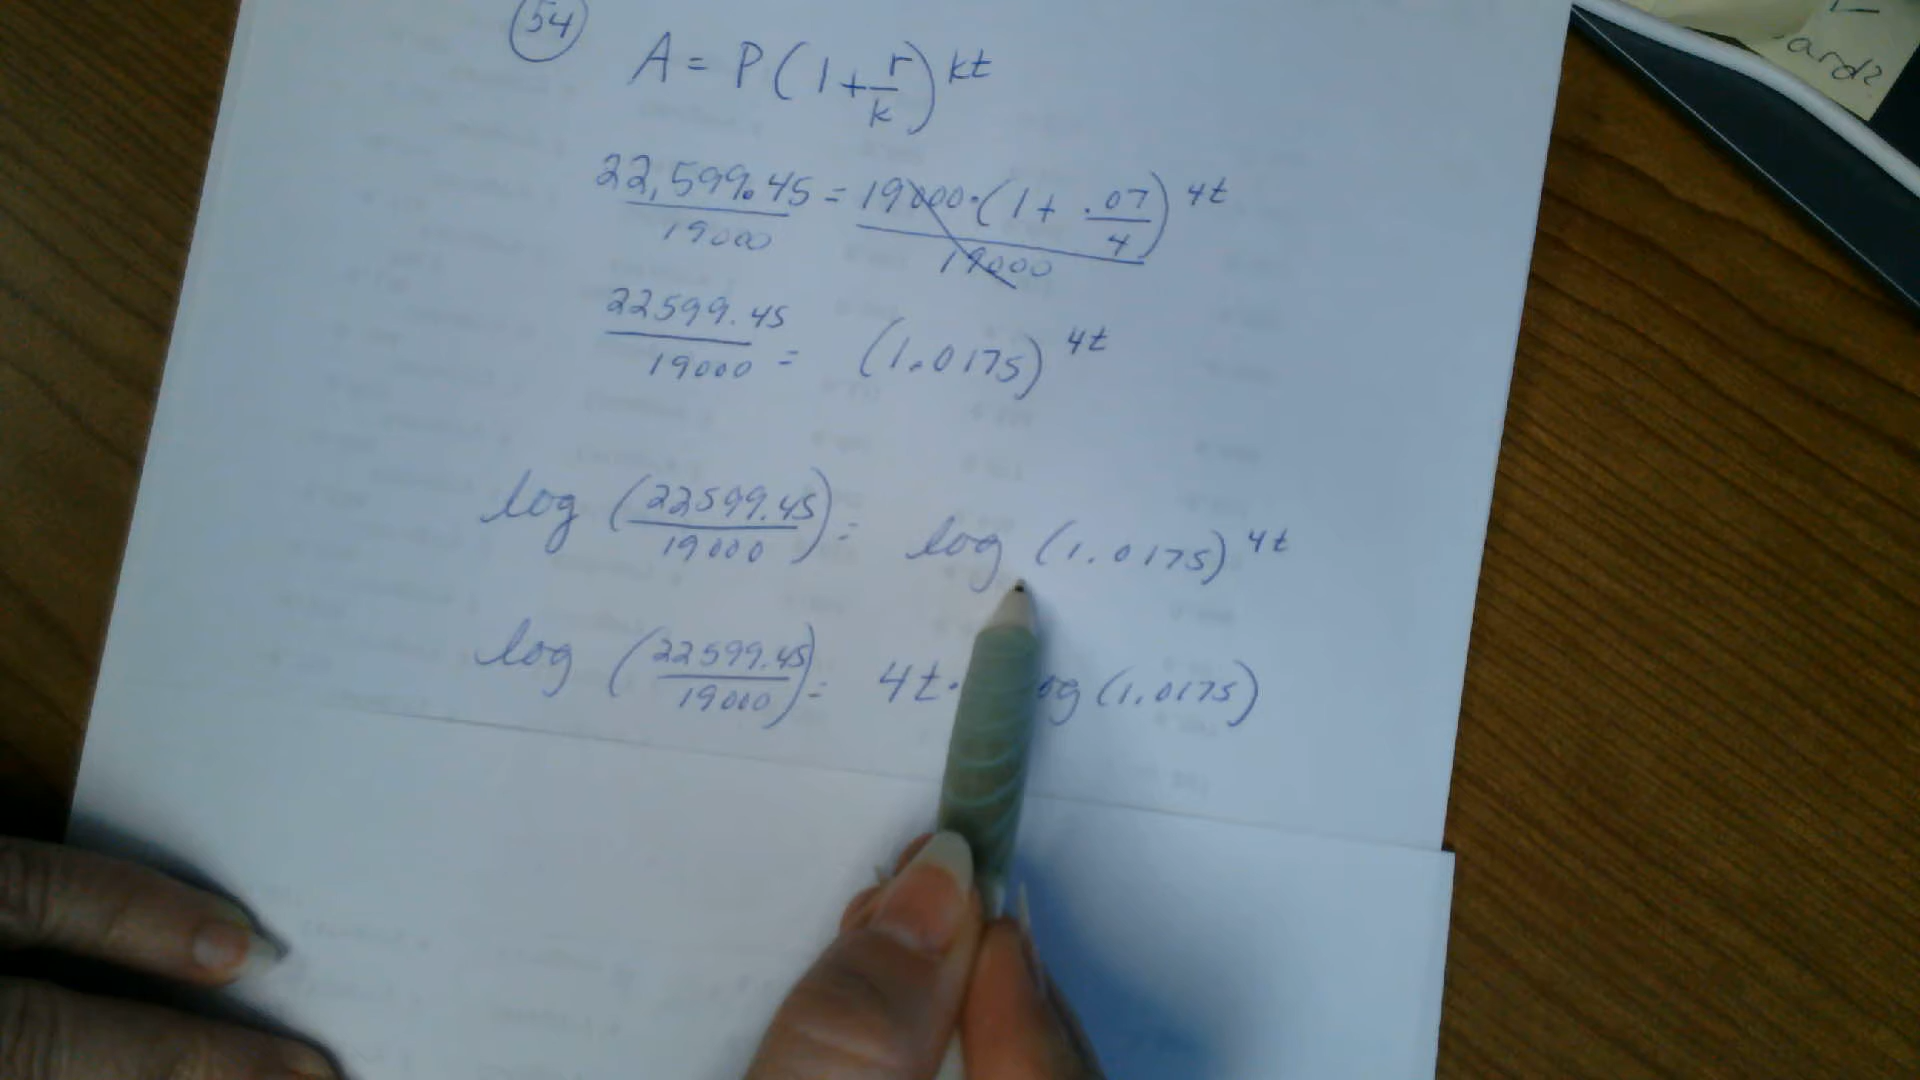 54
A = P(1 + r/k)^kt
22,599.45/19000 = 19000·(1 + .07/4)^4t/19000
22599.45/19000 = (1.0175)^4t
log (22599.45/19000) = log (1.0175)^4t
log (22599.45/19000) = 4t · og (1.0175)